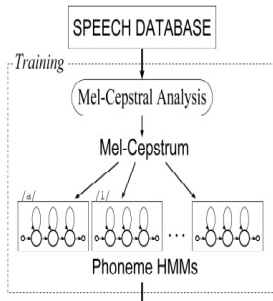 SPEECH DATABASE
Training
Mel-Cepstral Analysis
Mel-Cepstrum
...
Phoneme HMMs